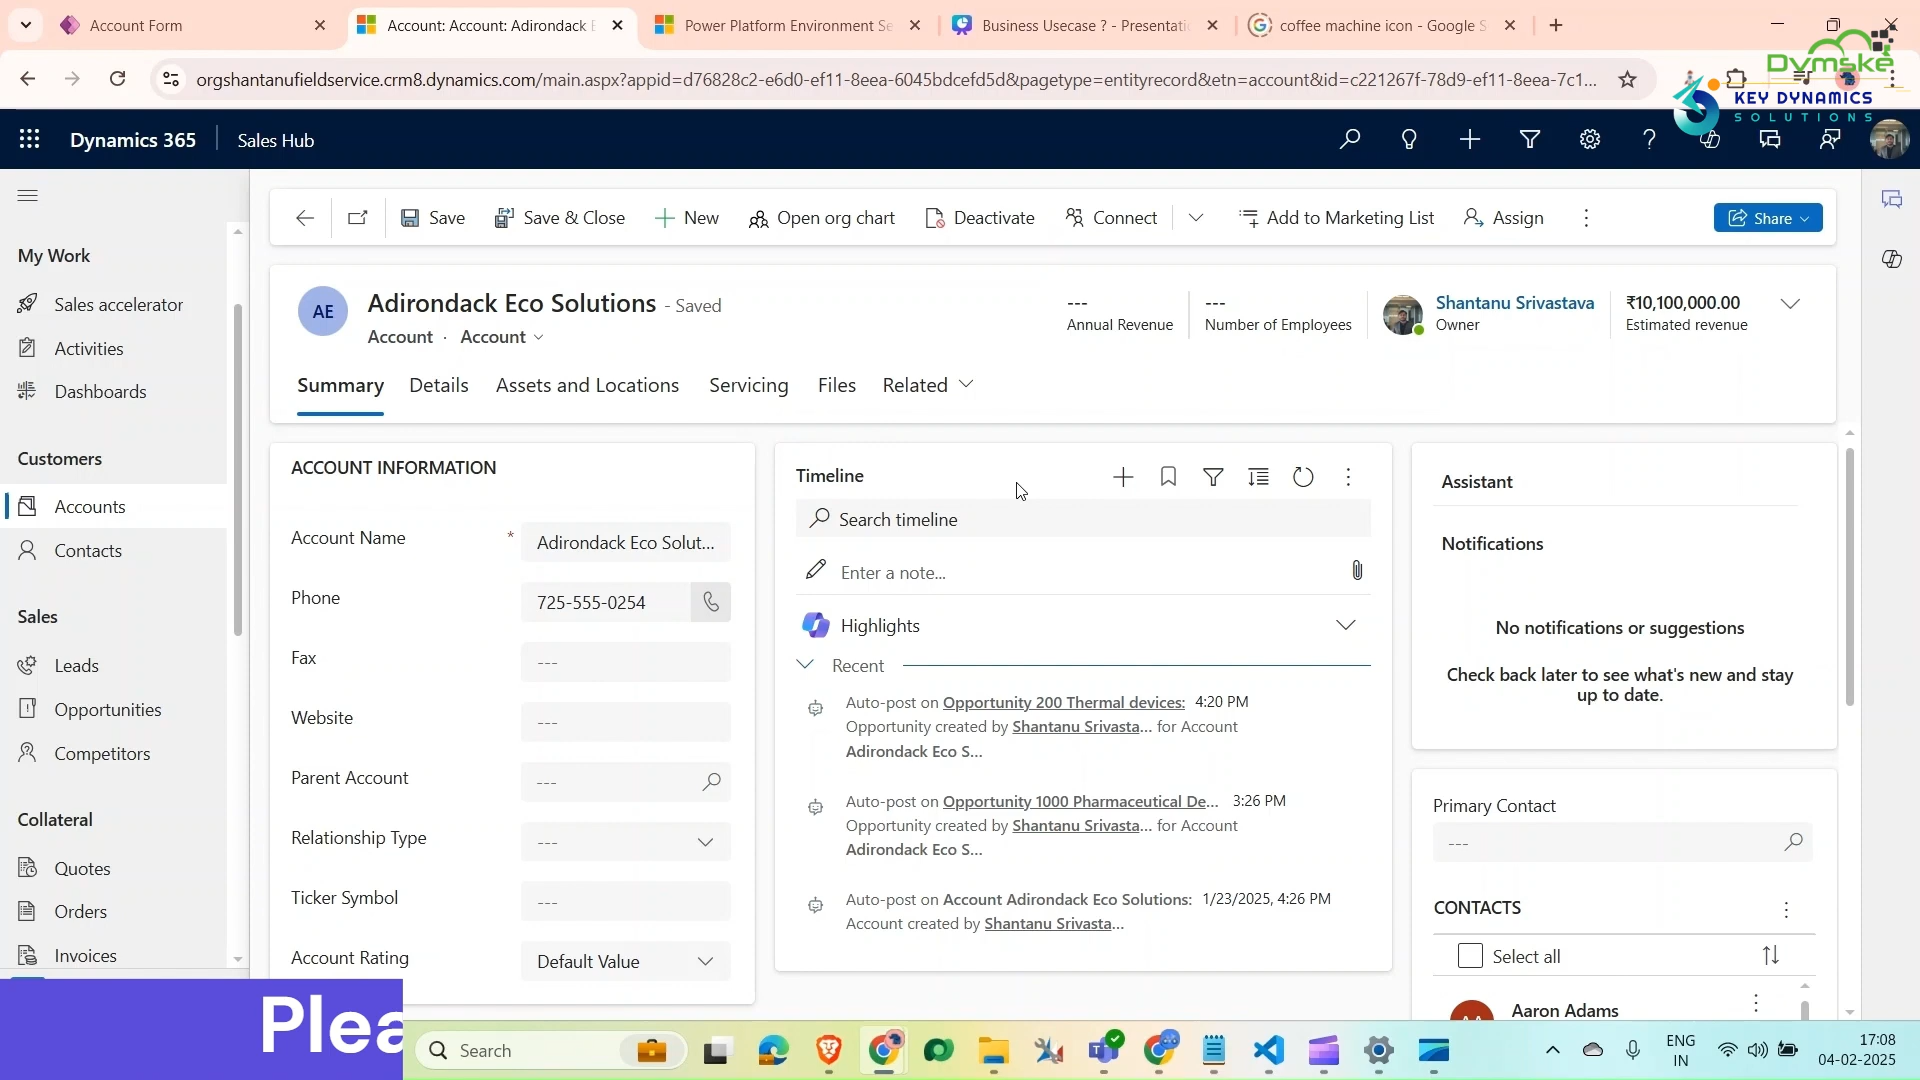 Account Form
Account: Account: Adirondack E
Power Platform Environment Se
Business Usecase ? - Presentatio
coffee machine icon - Google S
orgshantanufieldservice.crm8.dynamics.com/main.aspx?appid=d76828c2-e6d0-ef11-8eea-6045bdcefd5d&pagetype=entityrecord&etn=account&id=c221267f-78d9-ef11-8eea-7c1...
Dymske
KEY DYNAMICS
SOLUTIONS
Dynamics 365
Sales Hub
Save
Save & Close
New
Open org chart
Deactivate
Connect
Add to Marketing List
Assign
Share
My Work
Sales accelerator
Activities
Dashboards
Customers
Accounts
Contacts
Sales
Leads
Opportunities
Competitors
Collateral
Quotes
Orders
Invoices
AE
Adirondack Eco Solutions - Saved
Account · Account
---
Annual Revenue
---
Number of Employees
Shantanu Srivastava
Owner
₹10,100,000.00
Estimated revenue
Summary
Details
Assets and Locations
Servicing
Files
Related
ACCOUNT INFORMATION
Account Name * Adirondack Eco Solut...
Phone 725-555-0254
Fax ---
Website ---
Parent Account ---
Relationship Type ---
Ticker Symbol ---
Account Rating Default Value
Timeline
Search timeline
Enter a note...
Highlights
Recent
Auto-post on Opportunity 200 Thermal devices: 4:20 PM
Opportunity created by Shantanu Srivasta... for Account
Adirondack Eco S...
Auto-post on Opportunity 1000 Pharmaceutical De... 3:26 PM
Opportunity created by Shantanu Srivasta... for Account
Adirondack Eco S...
Auto-post on Account Adirondack Eco Solutions: 1/23/2025, 4:26 PM
Account created by Shantanu Srivasta...
Assistant
Notifications
No notifications or suggestions
Check back later to see what's new and stay
up to date.
Primary Contact
---
CONTACTS
Select all
Aaron Adams
Plea
Search
ENG
IN
17:08
04-02-2025